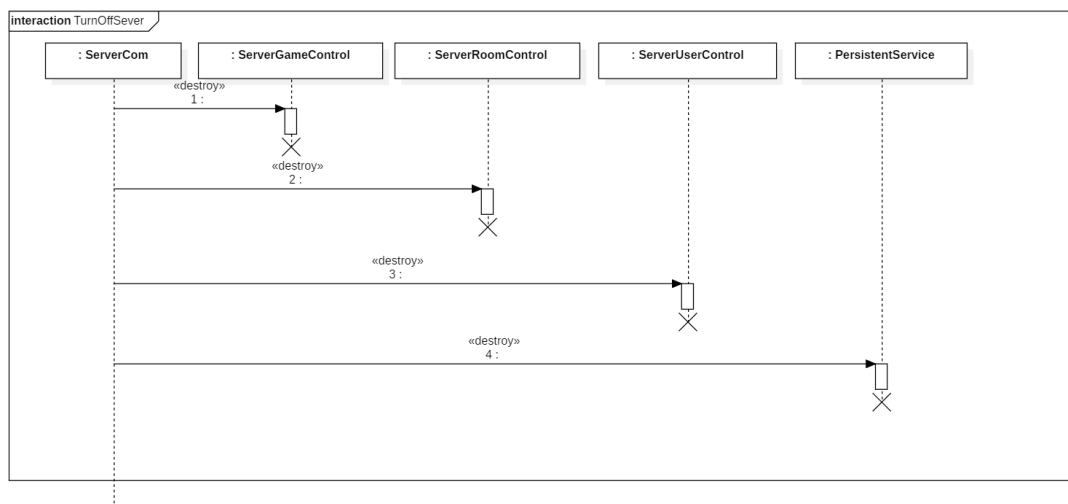 interaction TurnOffSever
: ServerCom
: ServerGameControl
: ServerRoomControl
: ServerUserControl
: PersistentService
«destroy»
1 :
«destroy»
2 :
«destroy»
3 :
«destroy»
4 :